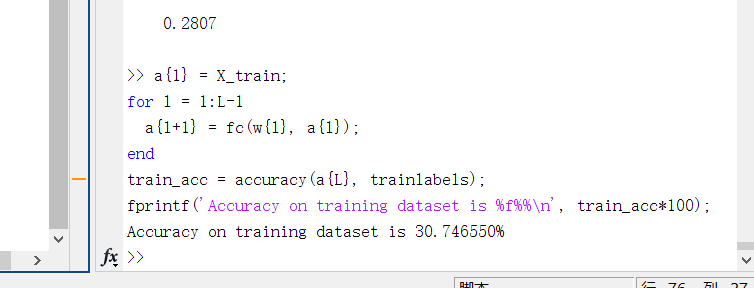 0.2807
>> a{1} = X_train;
for l = 1:L-1
a{l+1} = fc(w{l}, a{l});
end
train_acc = accuracy(a{L}, trainlabels);
fprintf('Accuracy on training dataset is %f%%\n', train_acc*100);
Accuracy on training dataset is 30.746550%
fx >>
脚本
行 76 列 27